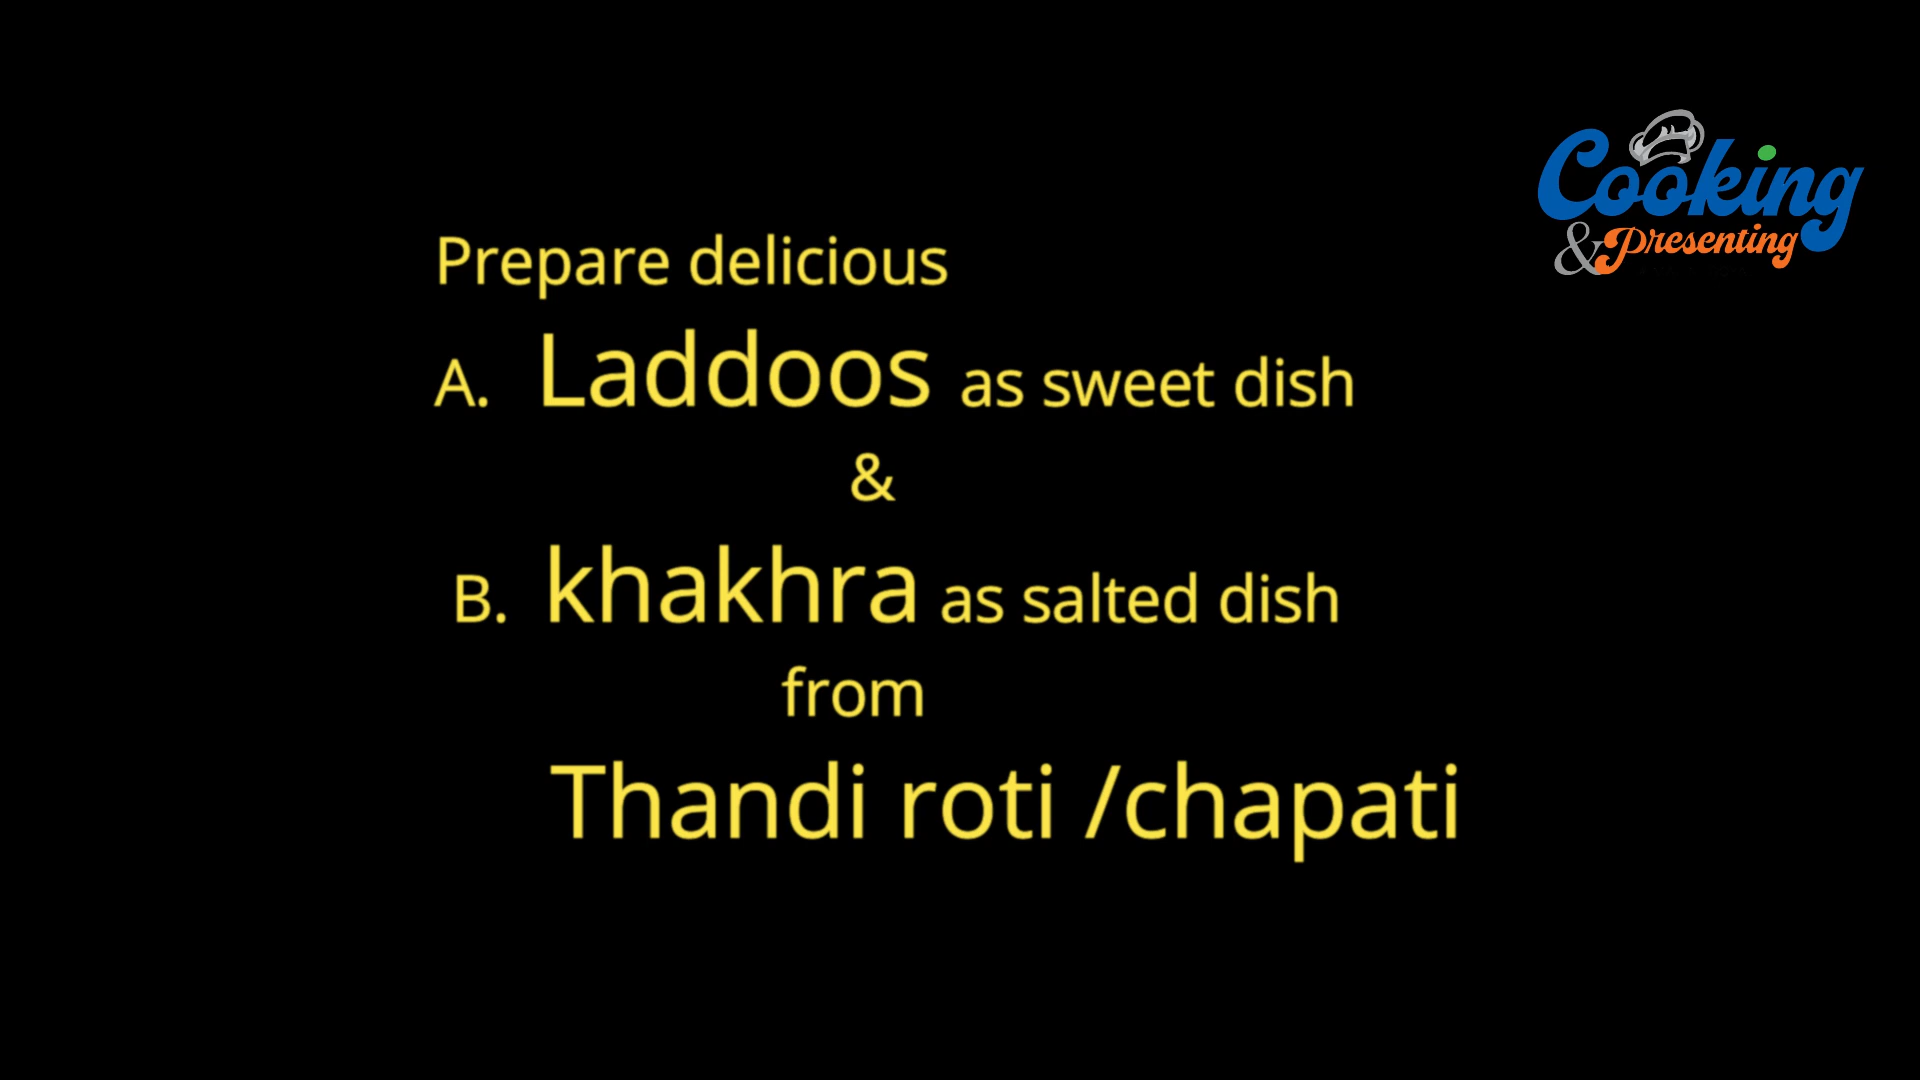 Cooking
& Presenting
Prepare delicious
A. Laddoos as sweet dish
&
B. khakhra as salted dish
from
Thandi roti /chapati